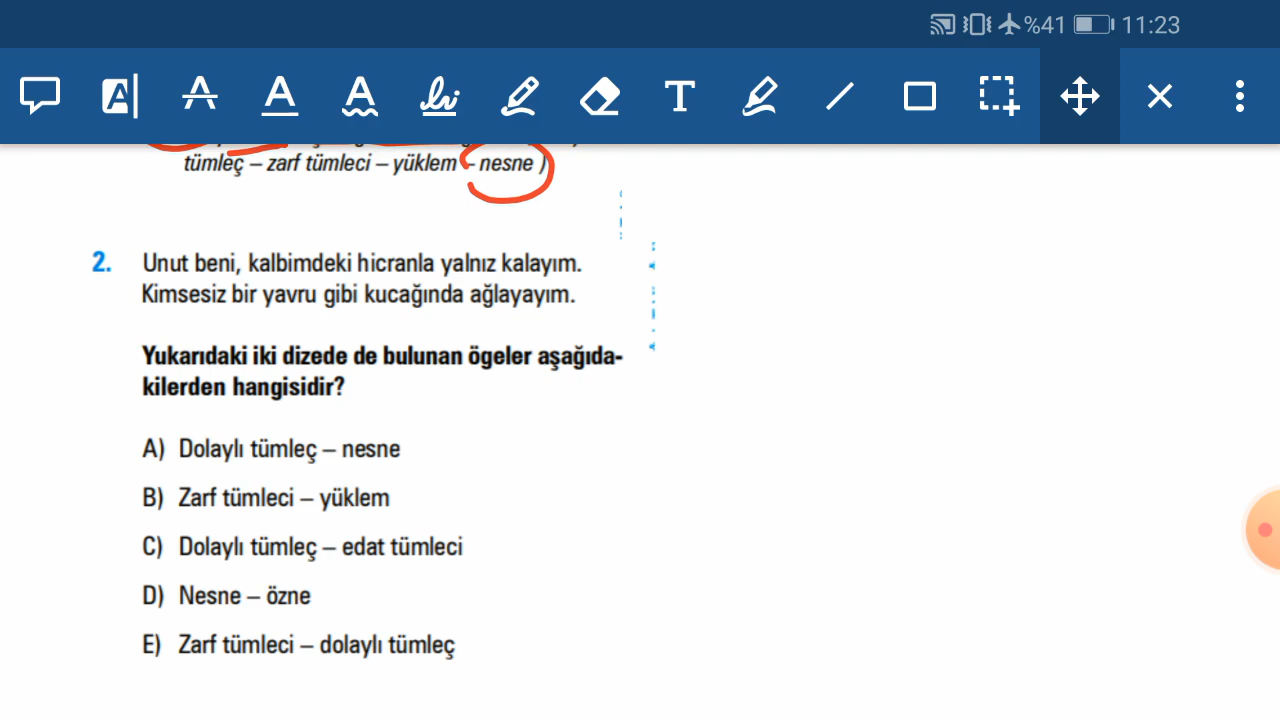 %41 11:23
A A A A T
tümleç – zarf tümleci – yüklem – nesne )
2. Unut beni, kalbimdeki hicranla yalnız kalayım.
Kimsesiz bir yavru gibi kucağında ağlayayım.
Yukarıdaki iki dizede de bulunan ögeler aşağıda-
kilerden hangisidir?
A) Dolaylı tümleç – nesne
B) Zarf tümleci – yüklem
C) Dolaylı tümleç – edat tümleci
D) Nesne – özne
E) Zarf tümleci – dolaylı tümleç